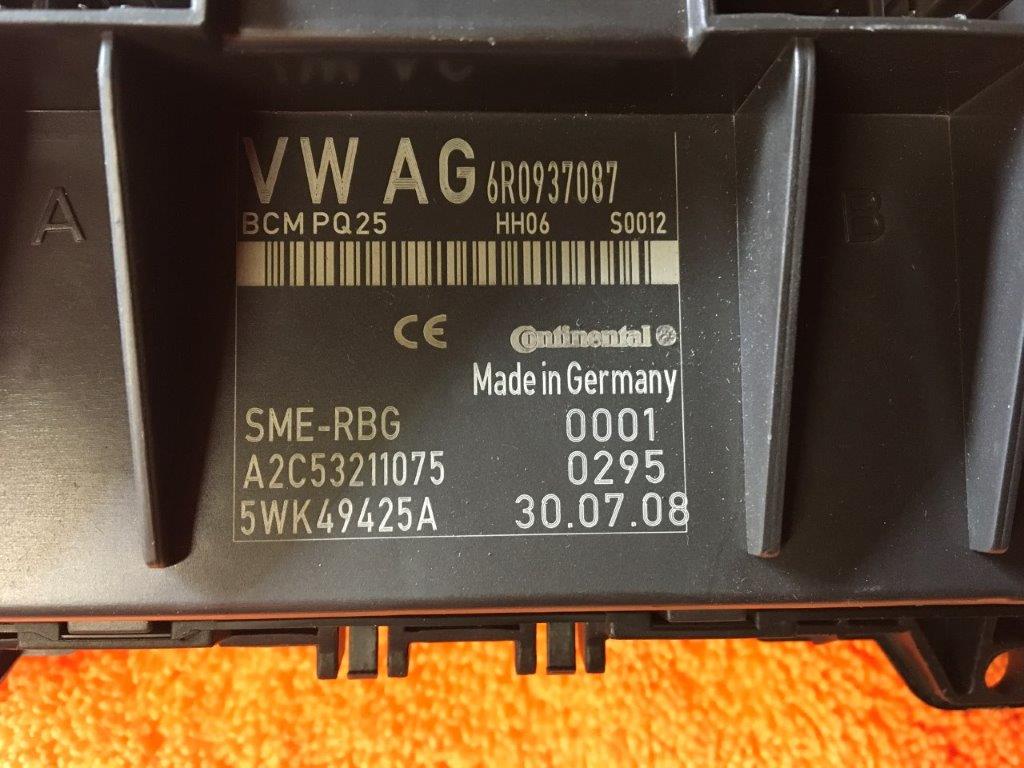 VW AG 6R0937087
BCM PQ25 HH06 S0012
CE Continental
Made in Germany
SME-RBG 0001
A2C53211075 0295
5WK49425A 30.07.08
A
B